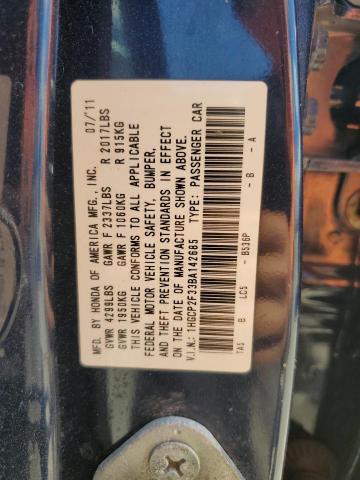 MFD. BY HONDA OF AMERICA MFG., INC. 07/11
GVWR 4299LBS GAWR F 2337LBS R 2017LBS
GVWR 1950KG GAWR F 1060KG R 915KG
THIS VEHICLE CONFORMS TO ALL APPLICABLE
FEDERAL MOTOR VEHICLE SAFETY, BUMPER,
AND THEFT PREVENTION STANDARDS IN EFFECT
ON THE DATE OF MANUFACTURE SHOWN ABOVE.
V.I.N.: 1HGCP2F33BA142685 TYPE: PASSENGER CAR
TA5 B LC5 - B536P - B - A